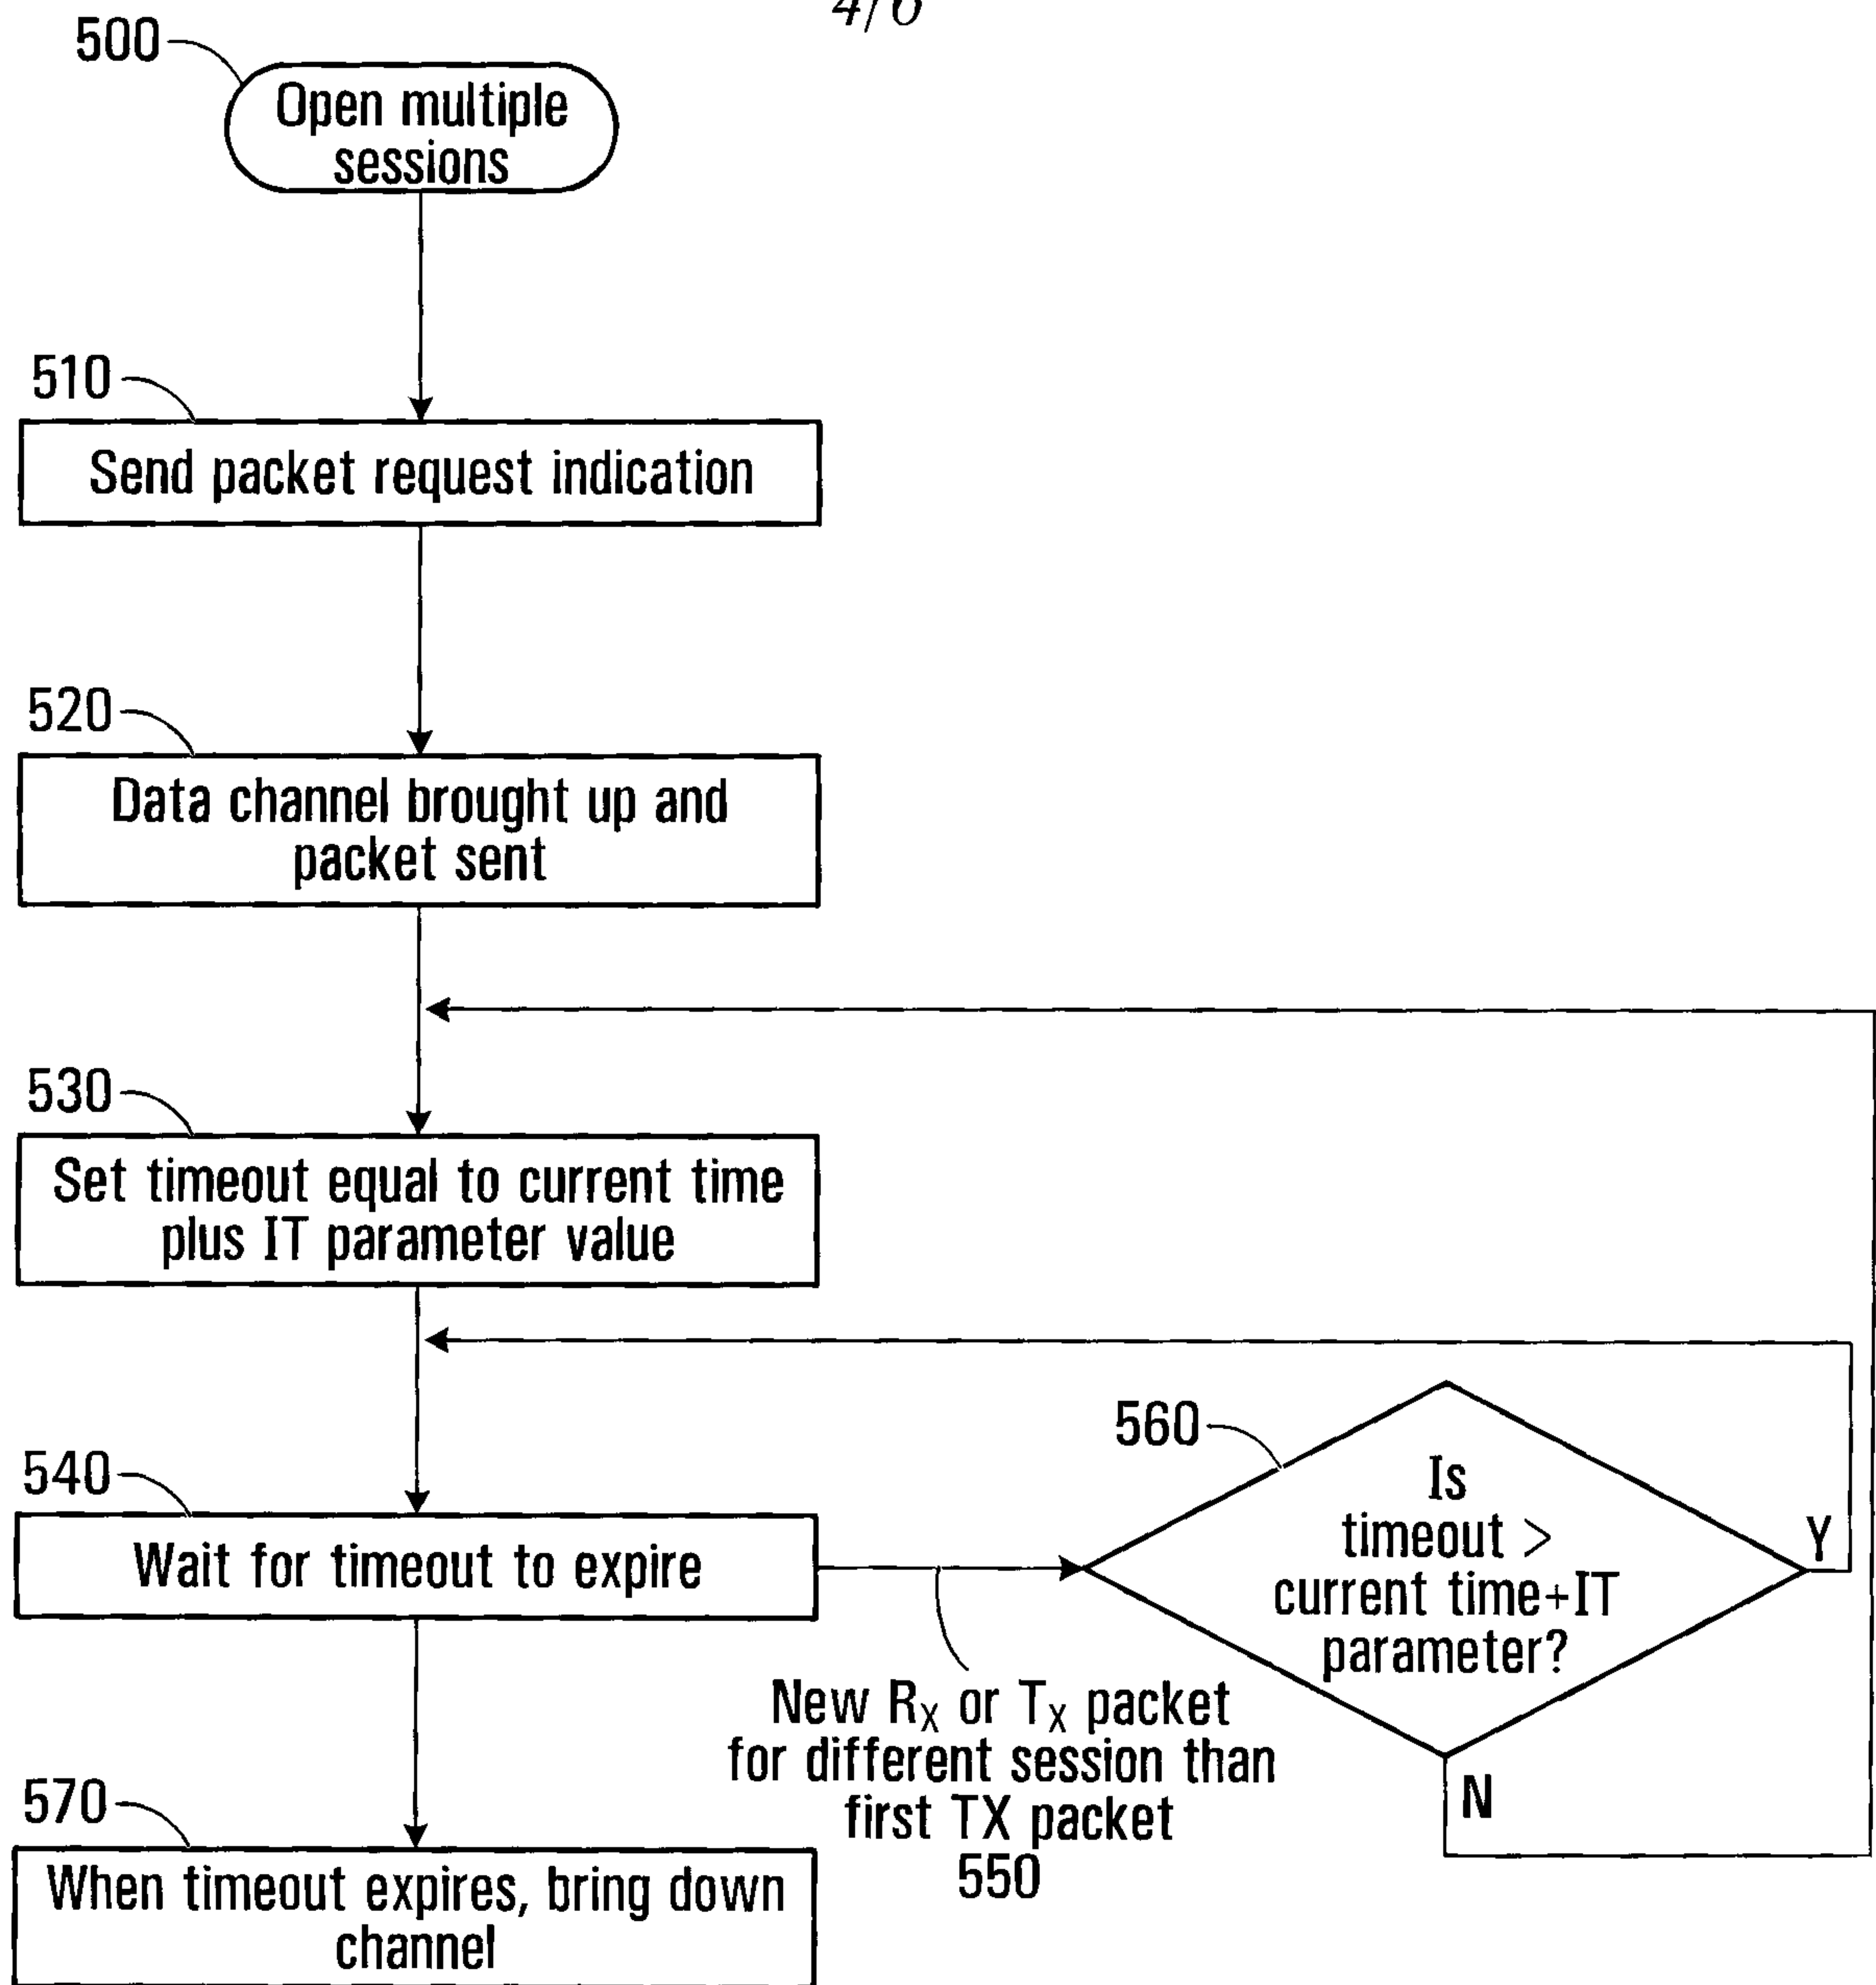 4/6
500
Open multiple
sessions
510
Send packet request indication
520
Data channel brought up and
packet sent
530
Set timeout equal to current time
plus IT parameter value
540
Wait for timeout to expire
560
Is
timeout >
current time+IT
parameter?
Y
N
New RX or TX packet
for different session than
first TX packet
550
570
When timeout expires, bring down
channel